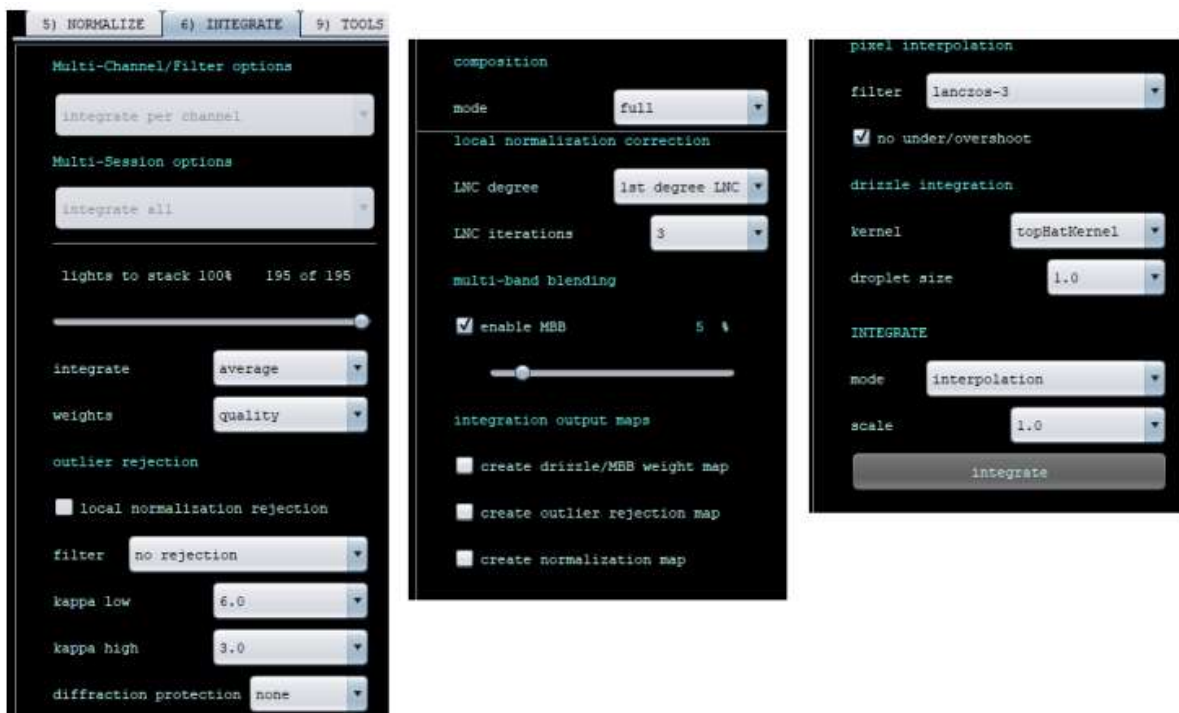 5) NORMALIZE 6) INTEGRATE 9) TOOLS
Multi-Channel/Filter options
integrate per channel
Multi-Session options
integrate all
lights to stack 100% 195 of 195
integrate average
weights quality
outlier rejection
local normalization rejection
filter no rejection
kappa low 6.0
kappa high 3.0
diffraction protection none
composition
mode full
local normalization correction
LNC degree 1st degree LNC
LNC iterations 3
multi-band blending
enable MBB 5 %
integration output maps
create drizzle/MBB weight map
create outlier rejection map
create normalization map
pixel interpolation
filter lanczos-3
no under/overshoot
drizzle integration
kernel topHatKernel
droplet size 1.0
INTEGRATE
mode interpolation
scale 1.0
integrate